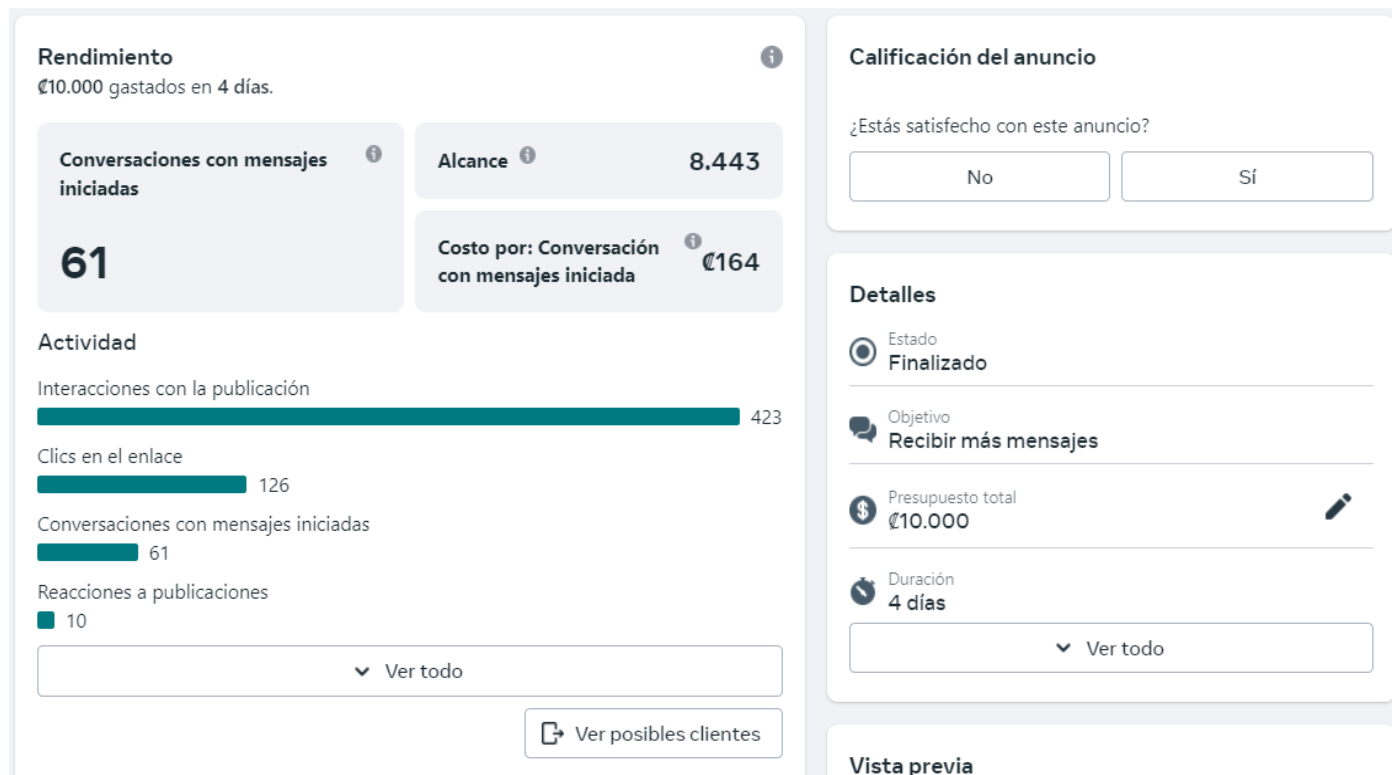 Rendimiento
₡10.000 gastados en 4 días.
Conversaciones con mensajes
iniciadas
61
Alcance
8.443
Costo por: Conversación
con mensajes iniciada
₡164
Actividad
Interacciones con la publicación
423
Clics en el enlace
126
Conversaciones con mensajes iniciadas
61
Reacciones a publicaciones
10
Ver todo
Ver posibles clientes
Calificación del anuncio
¿Estás satisfecho con este anuncio?
No
Sí
Detalles
Estado
Finalizado
Objetivo
Recibir más mensajes
Presupuesto total
₡10.000
Duración
4 días
Ver todo
Vista previa